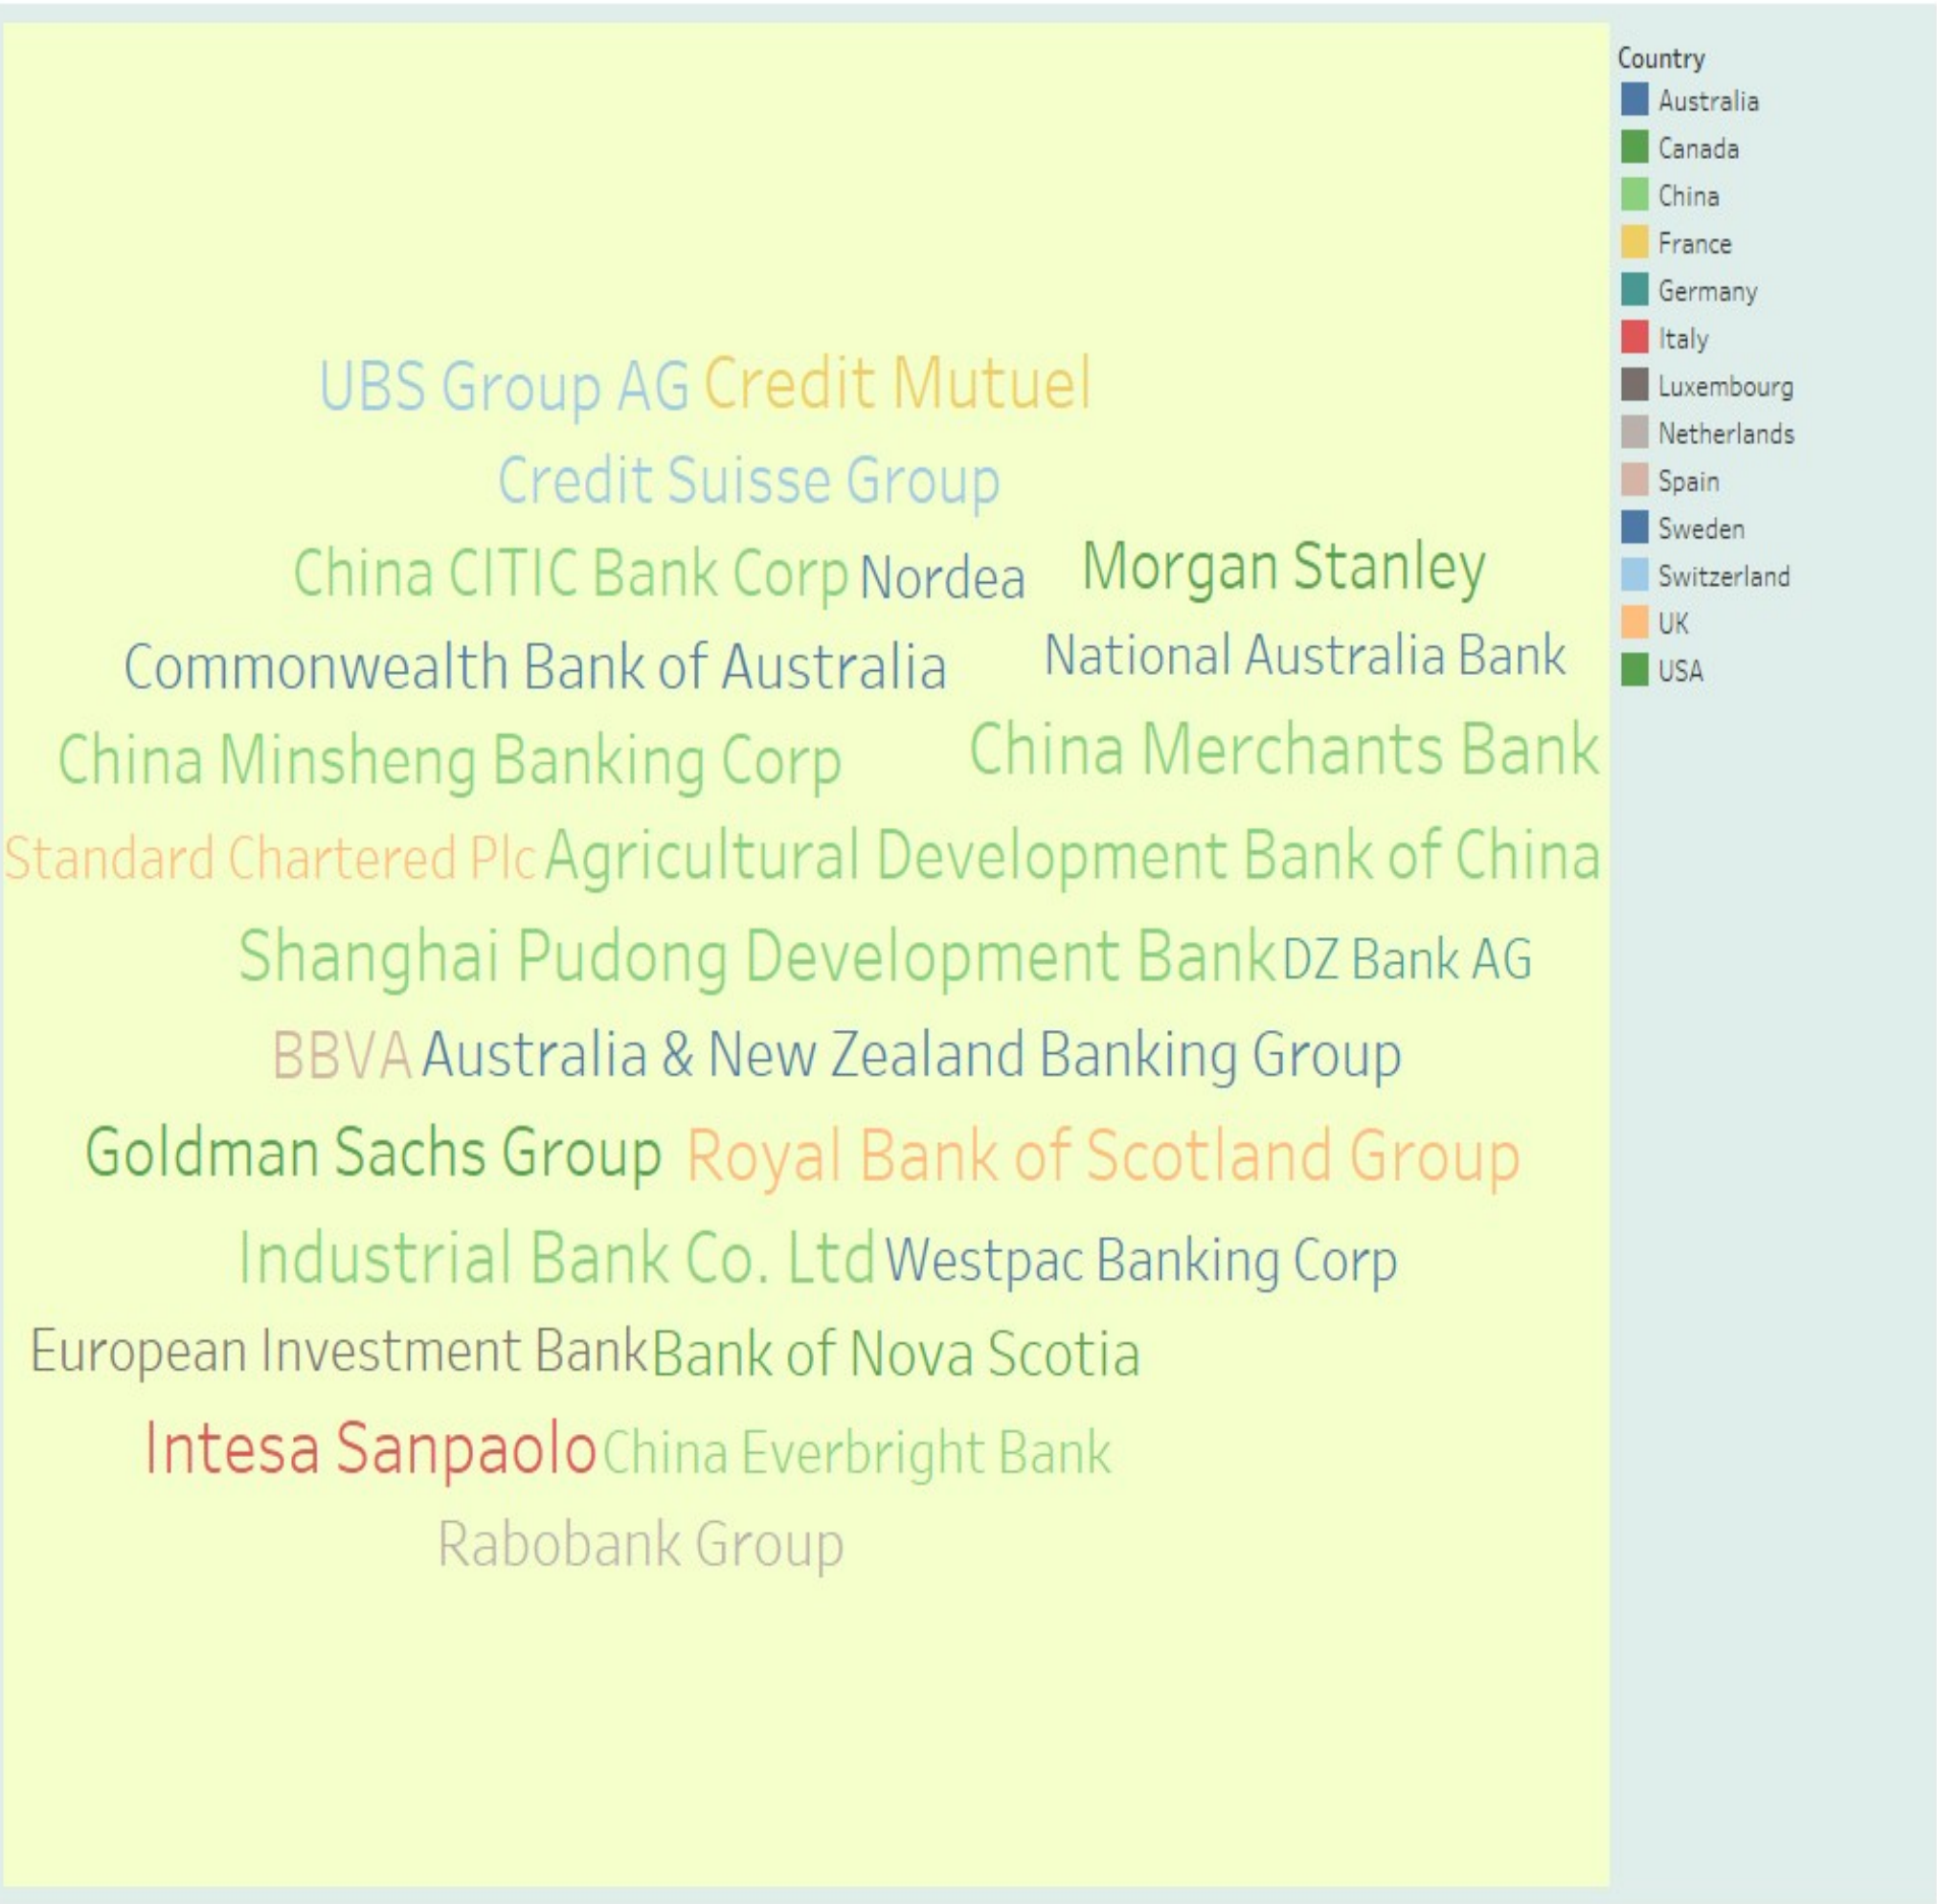 UBS Group AG Credit Mutuel
Credit Suisse Group
China CITIC Bank Corp Nordea Morgan Stanley
Commonwealth Bank of Australia National Australia Bank
China Minsheng Banking Corp China Merchants Bank
Standard Chartered Plc Agricultural Development Bank of China
Shanghai Pudong Development Bank DZ Bank AG
BBVA Australia & New Zealand Banking Group
Goldman Sachs Group Royal Bank of Scotland Group
Industrial Bank Co. Ltd Westpac Banking Corp
European Investment Bank Bank of Nova Scotia
Intesa Sanpaolo China Everbright Bank
Rabobank Group
Country
Australia
Canada
China
France
Germany
Italy
Luxembourg
Netherlands
Spain
Sweden
Switzerland
UK
USA